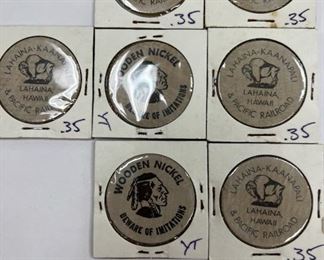 .35
.35
LAHAINA-KAANAPALI
LAHAINA,
HAWAII
& PACIFIC RAILROAD
.35
WOODEN NICKEL
BEWARE OF IMITATIONS
LAHAINA-KAANAPALI
LAHAINA,
HAWAII
& PACIFIC RAILROAD
.35
WOODEN NICKEL
BEWARE OF IMITATIONS
LAHAINA-KAANAPALI
LAHAINA
HAWAII
& PACIFIC RAILROAD
.35